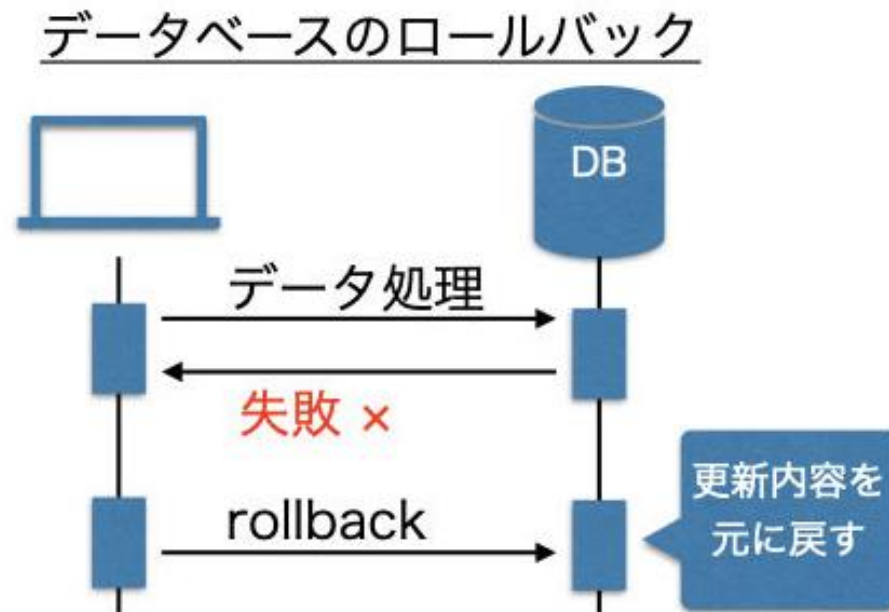 データベースのロールバック
DB
データ処理
失敗 ×
rollback
更新内容を
元に戻す